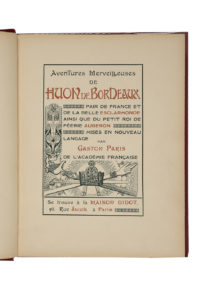 Aventures Merveilleuses
DE
HUON DE BORDEAUX
PAIR DE FRANCE ET
DE LA BELLE ESCLARMONDE
AINSI QUE DU PETIT ROI DE
FÉERIE AUBERON
MISES EN NOUVEAU
LANGAGE
PAR
GASTON PARIS
DE L'ACADÉMIE FRANÇAISE
Se trouve à la MAISON DIDOT,
56, Rue Jacob à Paris